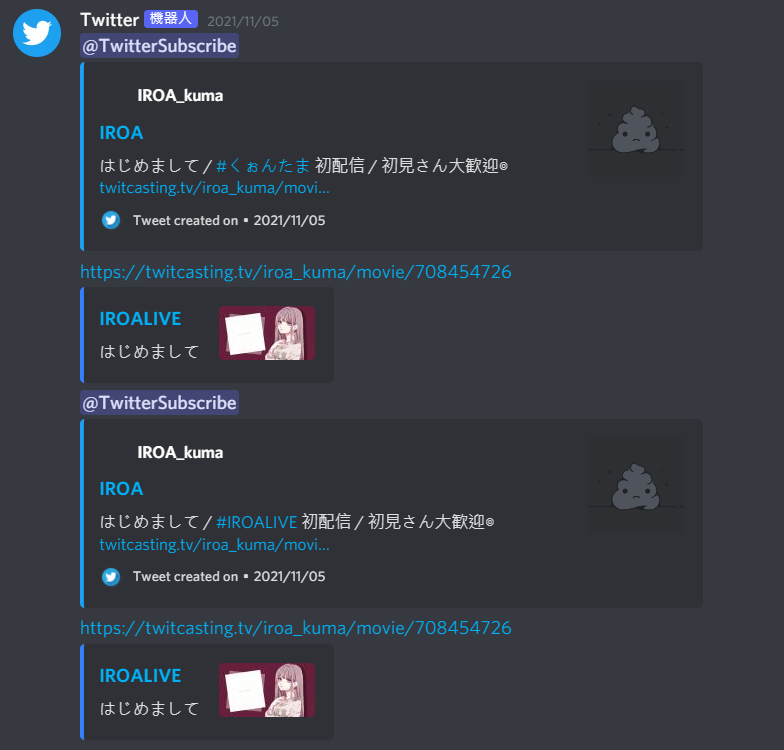 Twitter 機器人 2021/11/05
@TwitterSubscribe
IROA_kuma
IROA
はじめまして / #くぉんたま 初配信 / 初見さん大歓迎◎
twitcasting.tv/iroa_kuma/movi...
Tweet created on • 2021/11/05
https://twitcasting.tv/iroa_kuma/movie/708454726
IROALIVE
はじめまして
@TwitterSubscribe
IROA_kuma
IROA
はじめまして / #IROALIVE 初配信 / 初見さん大歓迎◎
twitcasting.tv/iroa_kuma/movi...
Tweet created on • 2021/11/05
https://twitcasting.tv/iroa_kuma/movie/708454726
IROALIVE
はじめまして